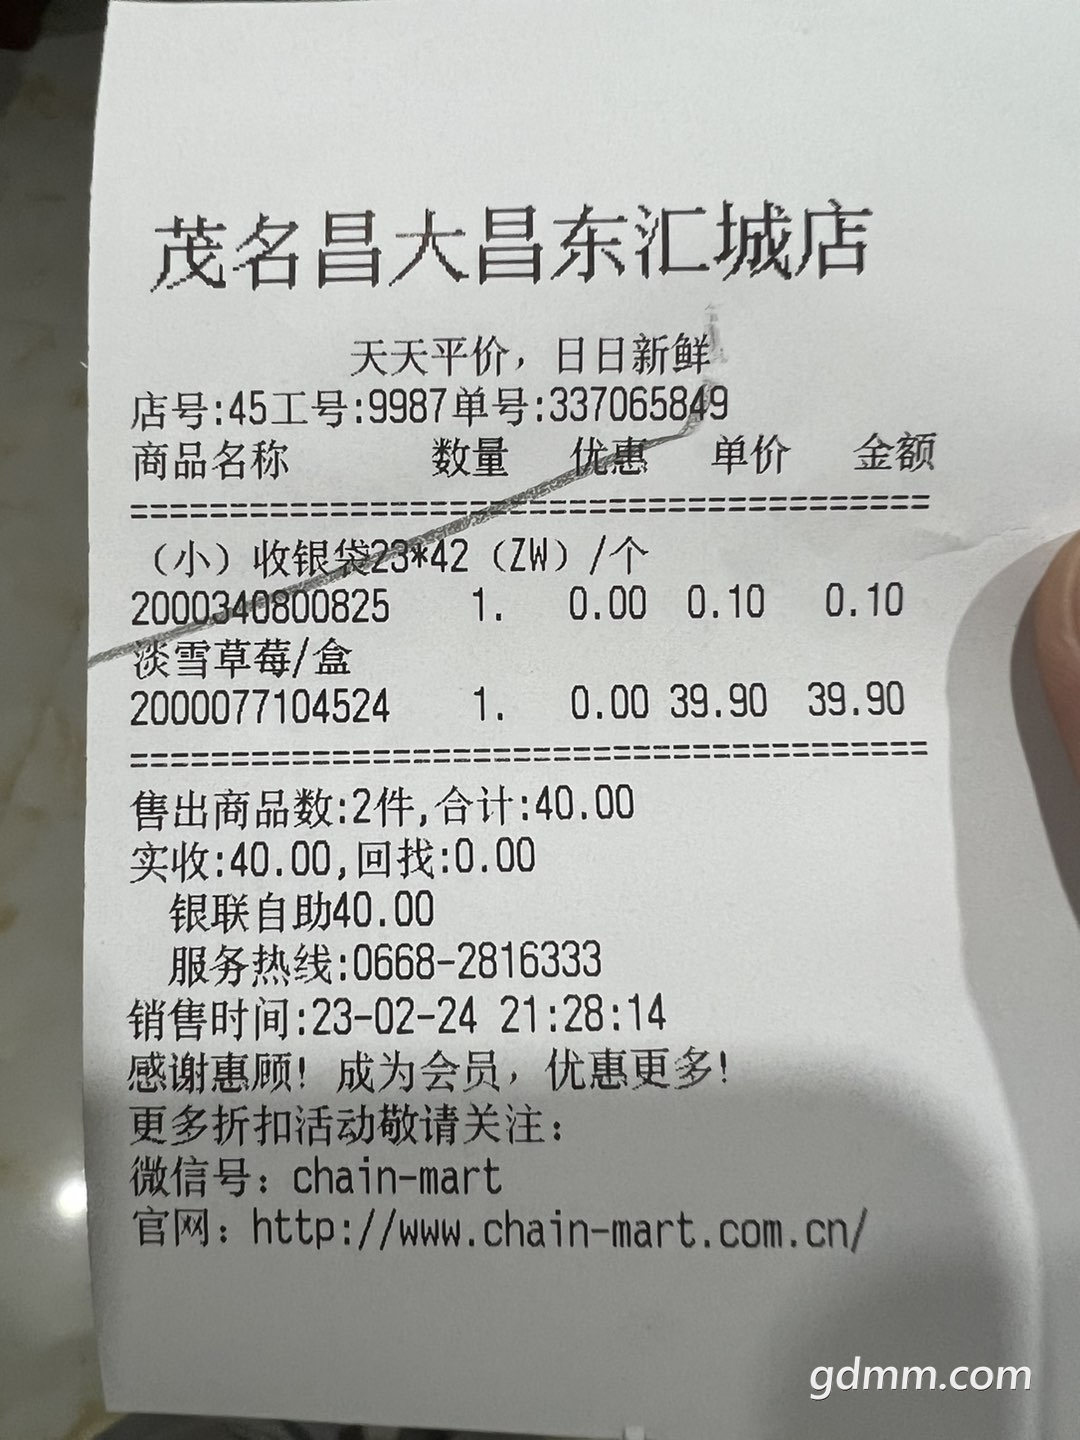 茂名昌大昌东汇城店
天天平价，日日新鲜
店号:45工号:9987单号:337065849
商品名称 数量 优惠 单价 金额
========================================
（小）收银袋23*42（ZW）/个
2000340800825 1. 0.00 0.10 0.10
淡雪草莓/盒
2000077104524 1. 0.00 39.90 39.90
========================================
售出商品数:2件,合计:40.00
实收:40.00,回找:0.00
银联自助40.00
服务热线:0668-2816333
销售时间:23-02-24 21:28:14
感谢惠顾！成为会员，优惠更多！
更多折扣活动敬请关注：
微信号：chain-mart
官网：http://www.chain-mart.com.cn/
gdmm.com